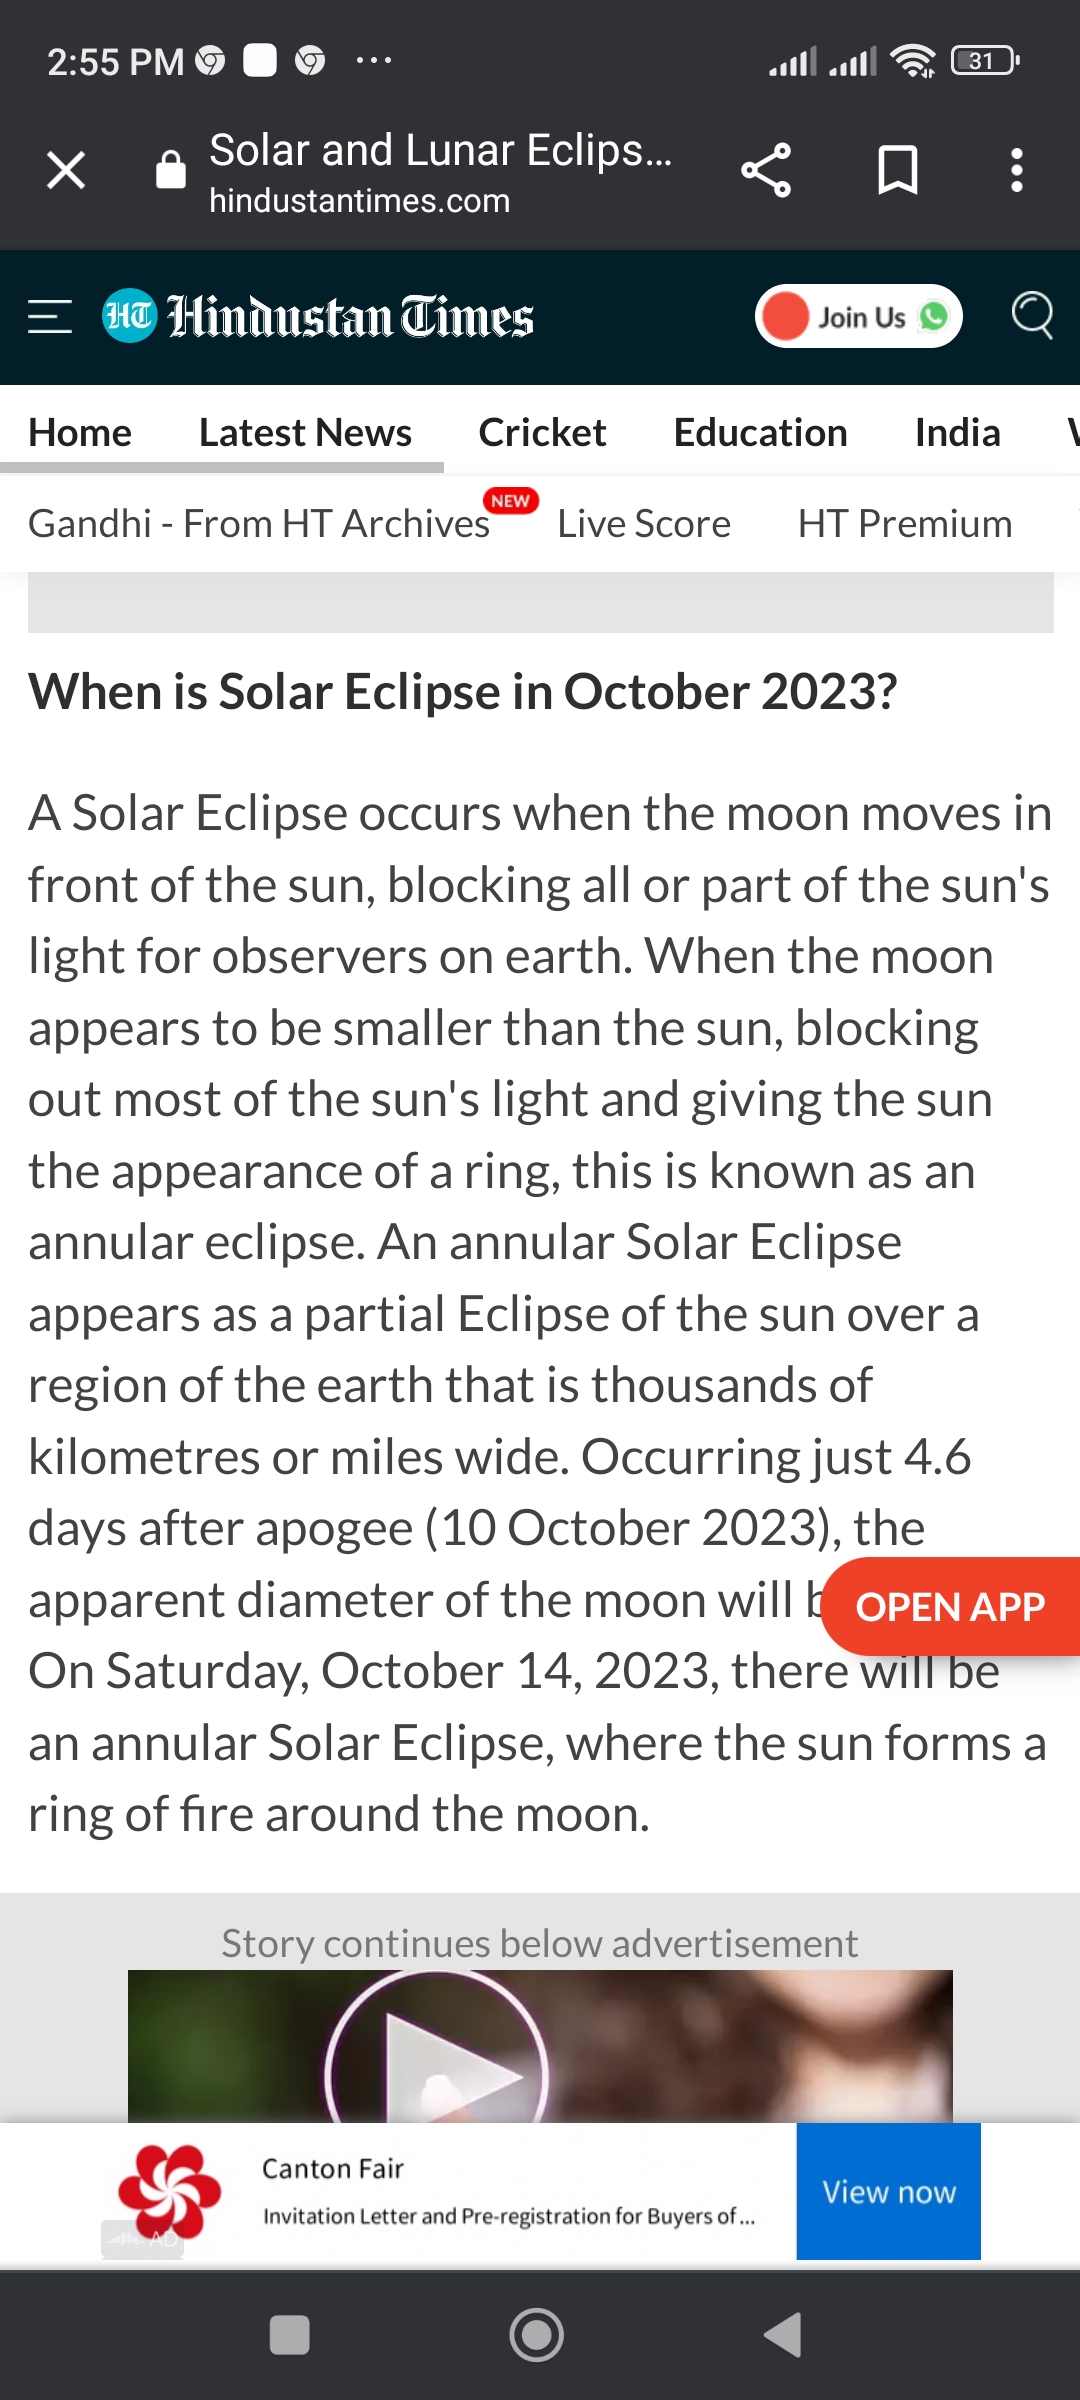 2:55 PM
31
Solar and Lunar Eclips...
hindustantimes.com
HT Hindustan Times
Join Us
Home Latest News Cricket Education India
Gandhi - From HT Archives NEW Live Score HT Premium
When is Solar Eclipse in October 2023?
A Solar Eclipse occurs when the moon moves in
front of the sun, blocking all or part of the sun's
light for observers on earth. When the moon
appears to be smaller than the sun, blocking
out most of the sun's light and giving the sun
the appearance of a ring, this is known as an
annular eclipse. An annular Solar Eclipse
appears as a partial Eclipse of the sun over a
region of the earth that is thousands of
kilometres or miles wide. Occurring just 4.6
days after apogee (10 October 2023), the
apparent diameter of the moon will
OPEN APP
On Saturday, October 14, 2023, there will be
an annular Solar Eclipse, where the sun forms a
ring of fire around the moon.
Story continues below advertisement
Canton Fair
Invitation Letter and Pre-registration for Buyers of...
View now
AD